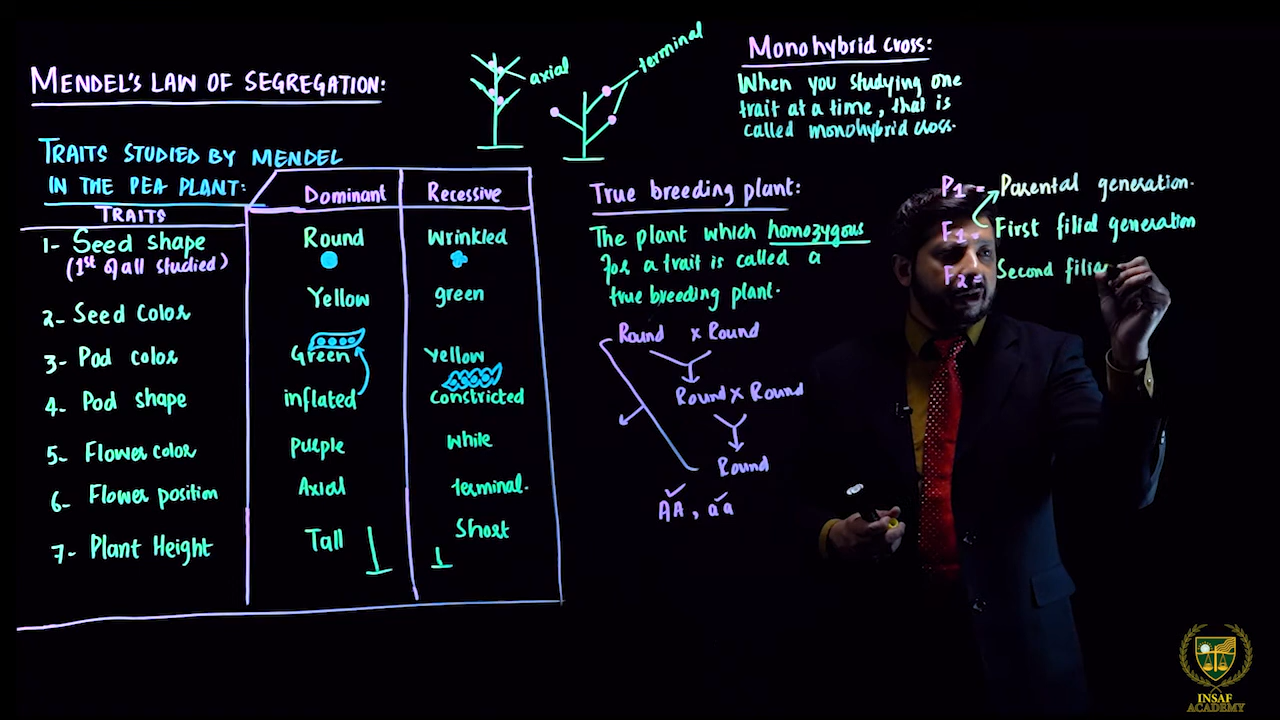 MENDEL'S LAW OF SEGREGATION:
axial
terminal
Monohybrid cross:
When you studying one
trait at a time, that is
called monohybrid cross.
TRAITS STUDIED BY MENDEL
IN THE PEA PLANT:
TRAITS Dominant Recessive
1- Seed shape Round Wrinkled
(1st of all studied)
2- Seed Color Yellow green
3- Pod color Green Yellow
4- Pod shape inflated constricted
5- Flower color Purple While
6- Flower position Axial terminal.
7- Plant Height Tall Short
True breeding plant:
The plant which homozygous
for a trait is called a
true breeding plant.
Round x Round
Round x Round
Round
AA, aa
P1 = Parental generation.
F1 = First filial generation
F2 = Second filia
INSAF
ACADEMY